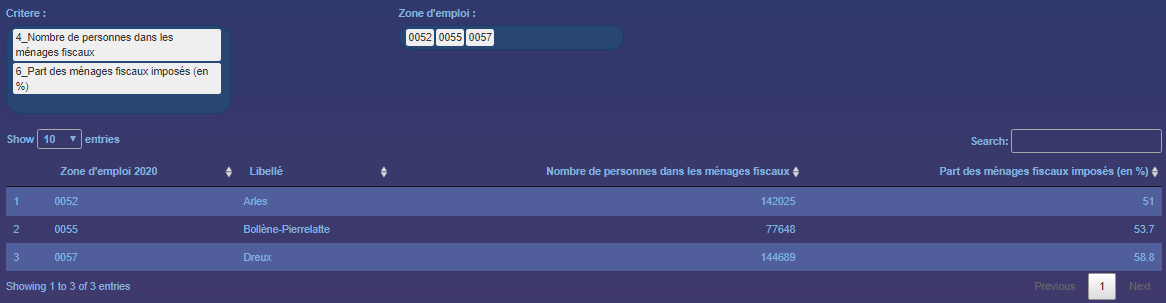 Critere :
Zone d'emploi :
4_Nombre de personnes dans les
ménages fiscaux
6_Part des ménages fiscaux imposés (en
%)
0052 0055 0057
Show 10 entries
Search:
Zone d'emploi 2020 Libellé Nombre de personnes dans les ménages fiscaux Part des ménages fiscaux imposés (en %)
1 0052 Arles 142025 51
2 0055 Bollène-Pierrelatte 77648 53.7
3 0057 Dreux 144689 58.8
Showing 1 to 3 of 3 entries
Previous 1 Next